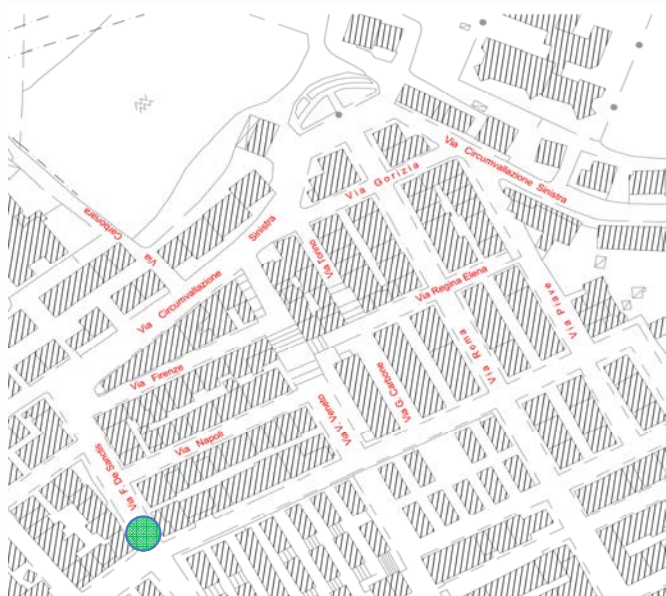 Via Circumvallazione Sinistra
Via Gorizia
Via Carbonara
Via Circumvallazione Sinistra
Via Torino
Via Regina Elena
Via Piave
Via Roma
Via Firenze
Via G. Carbone
Via V. Veneto
Via Napoli
Via F. De Sanctis